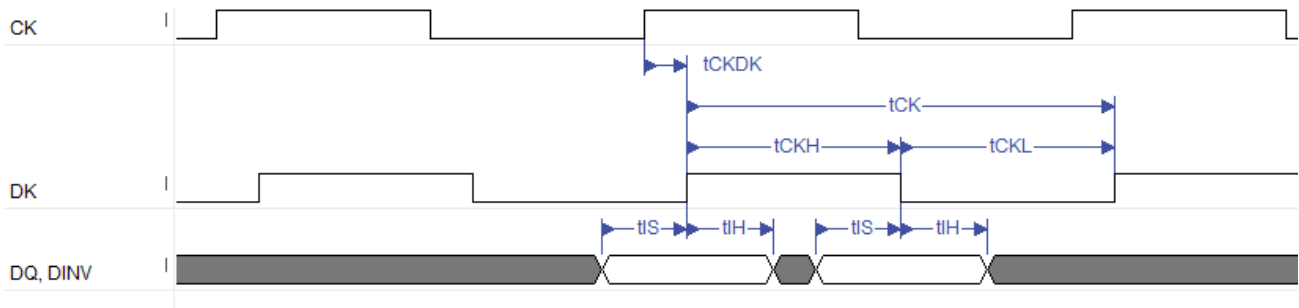 CK
tCKDK
tCK
tCKH tCKL
DK
tIS tIH tIS tIH
DQ, DINV